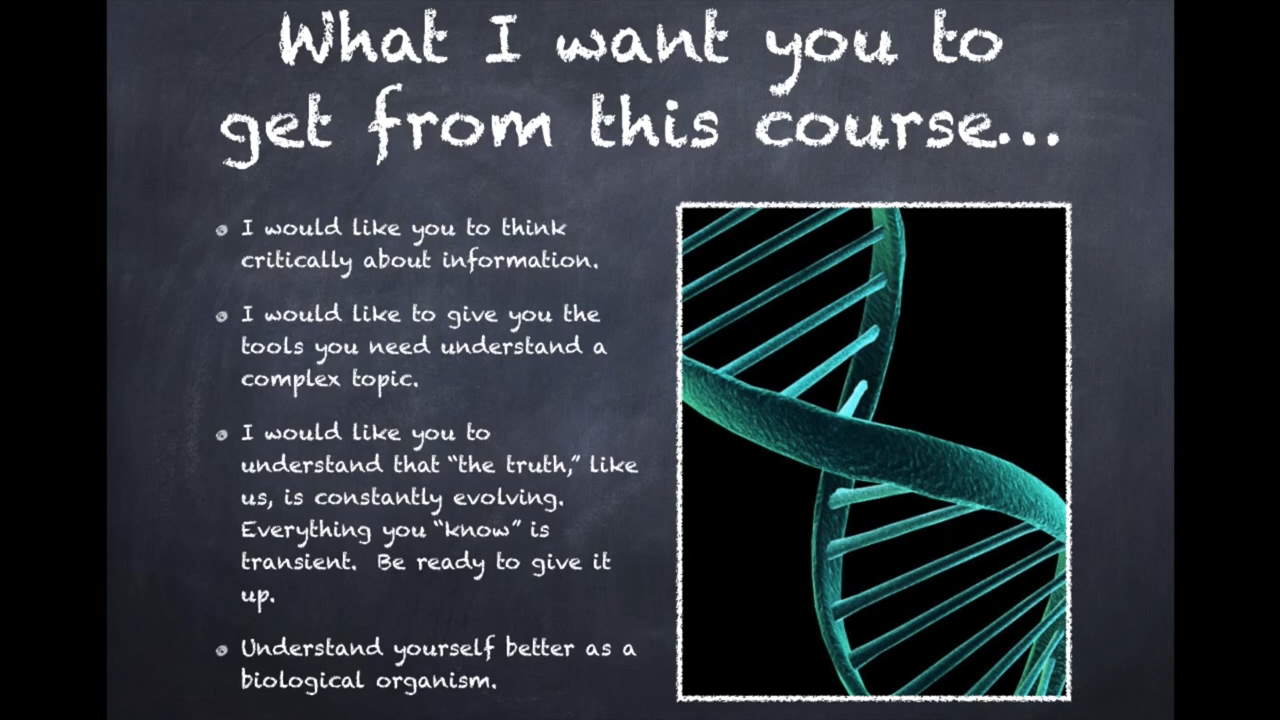 What I want you to
get from this course...
I would like you to think
critically about information.
I would like to give you the
tools you need understand a
complex topic.
I would like you to
understand that “the truth,” like
us, is constantly evolving.
Everything you “know” is
transient.  Be ready to give it
up.
Understand yourself better as a
biological organism.